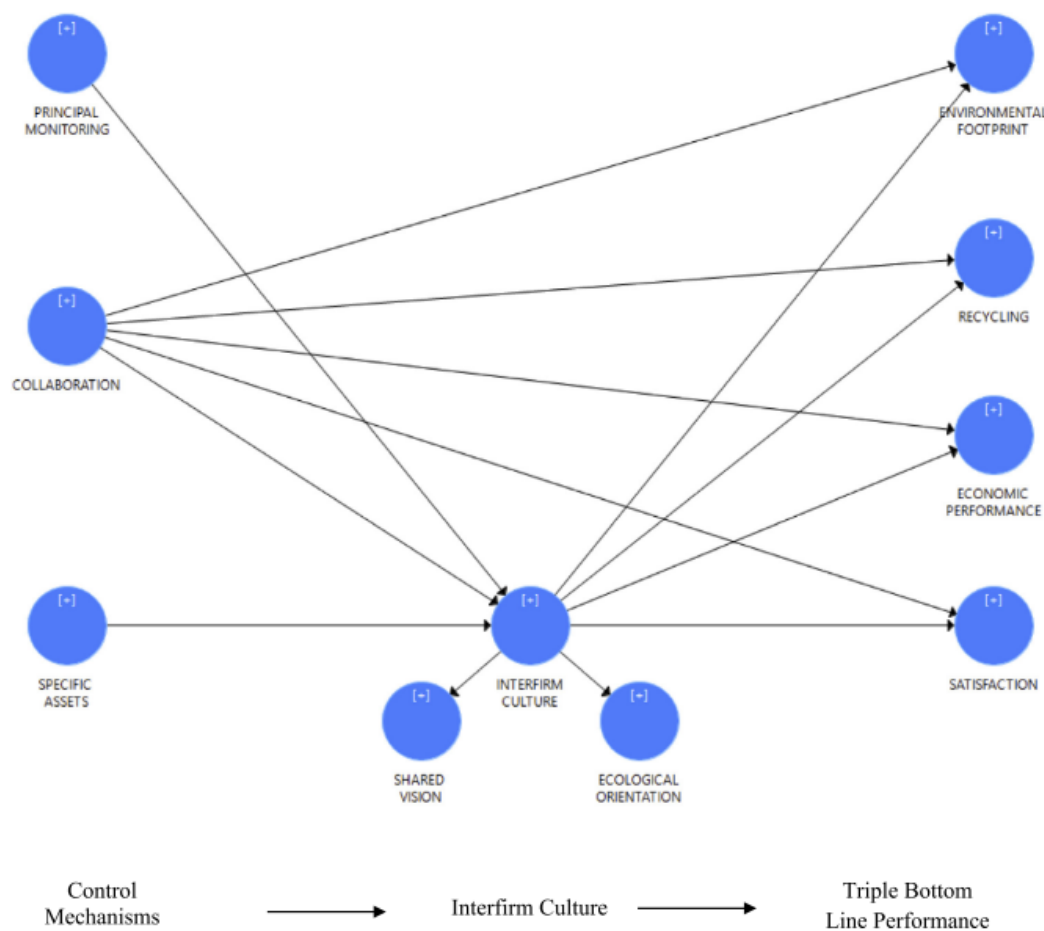 [+]
PRINCIPAL
MONITORING
[+]
ENVIRONMENTAL
FOOTPRINT
[+]
RECYCLING
[+]
COLLABORATION
[+]
ECONOMIC
PERFORMANCE
[+]
SPECIFIC
ASSETS
[+]
INTERFIRM
CULTURE
[+]
SATISFACTION
[+]
SHARED
VISION
[+]
ECOLOGICAL
ORIENTATION
Control
Mechanisms
Interfirm Culture
Triple Bottom
Line Performance